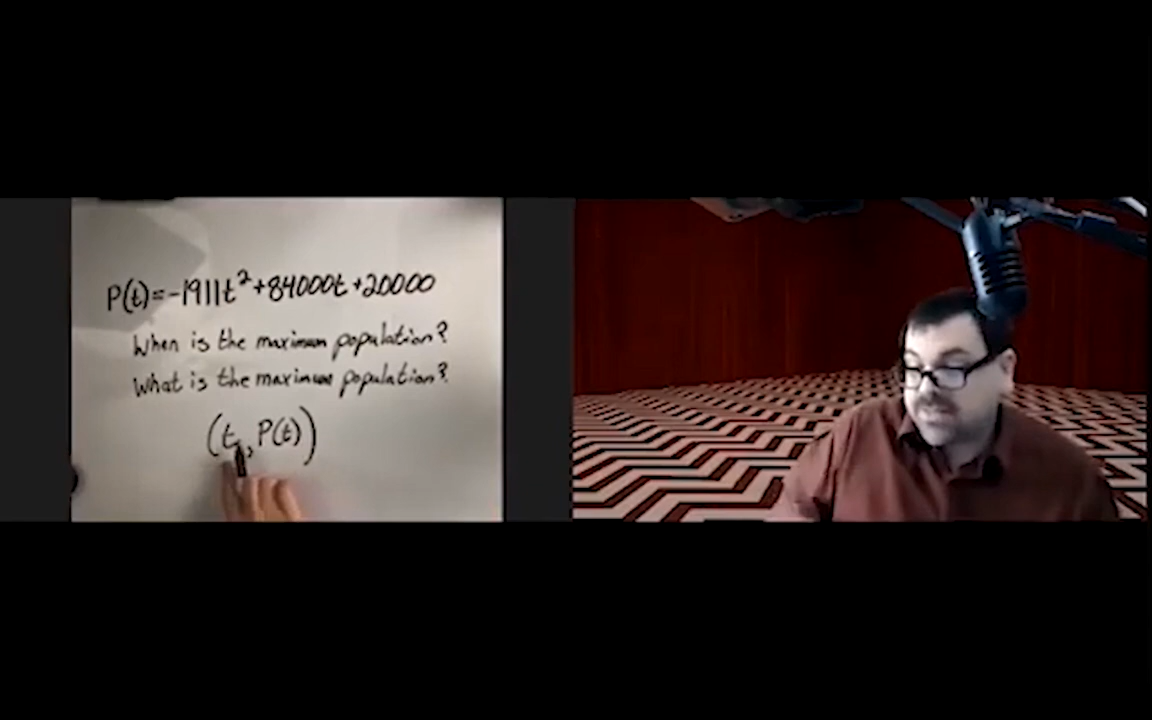 P(t)=-1911t²+84000t+20000
When is the maximum population?
What is the maximum population?
(t, P(t))